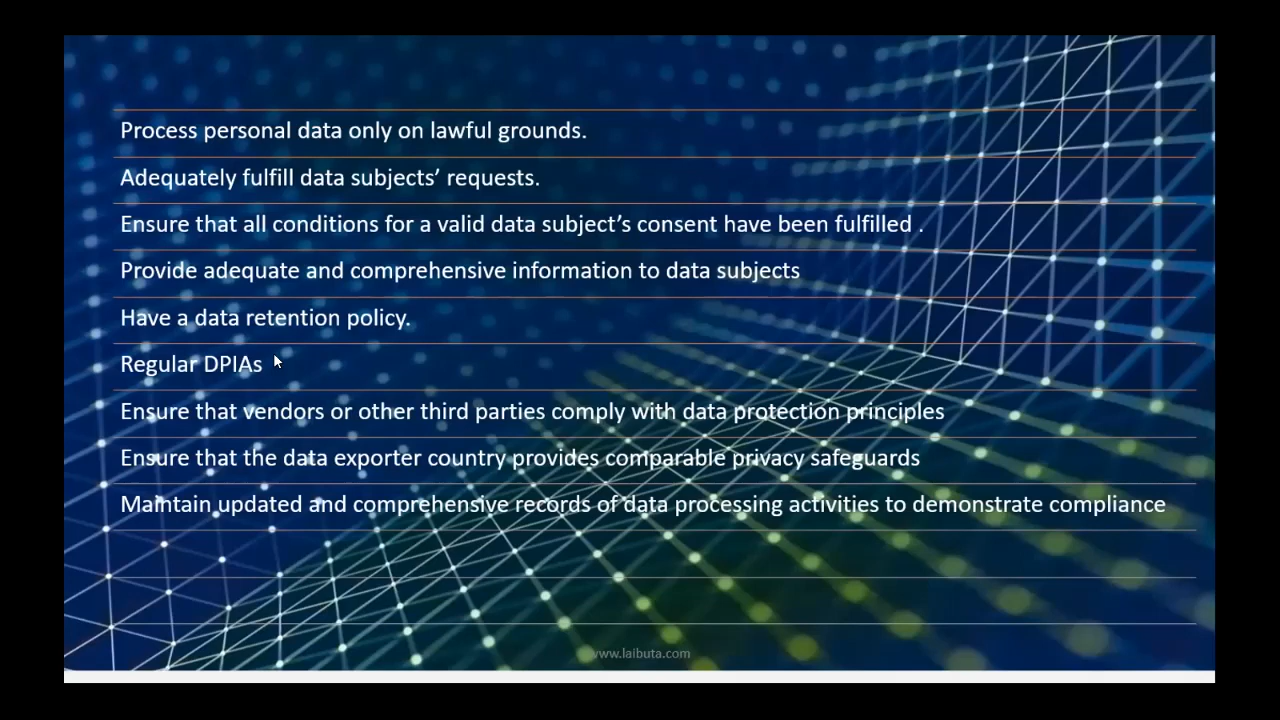 Process personal data only on lawful grounds.
Adequately fulfill data subjects’ requests.
Ensure that all conditions for a valid data subject’s consent have been fulfilled .
Provide adequate and comprehensive information to data subjects
Have a data retention policy.
Regular DPIAs
Ensure that vendors or other third parties comply with data protection principles
Ensure that the data exporter country provides comparable privacy safeguards
Maintain updated and comprehensive records of data processing activities to demonstrate compliance
www.laibuta.com